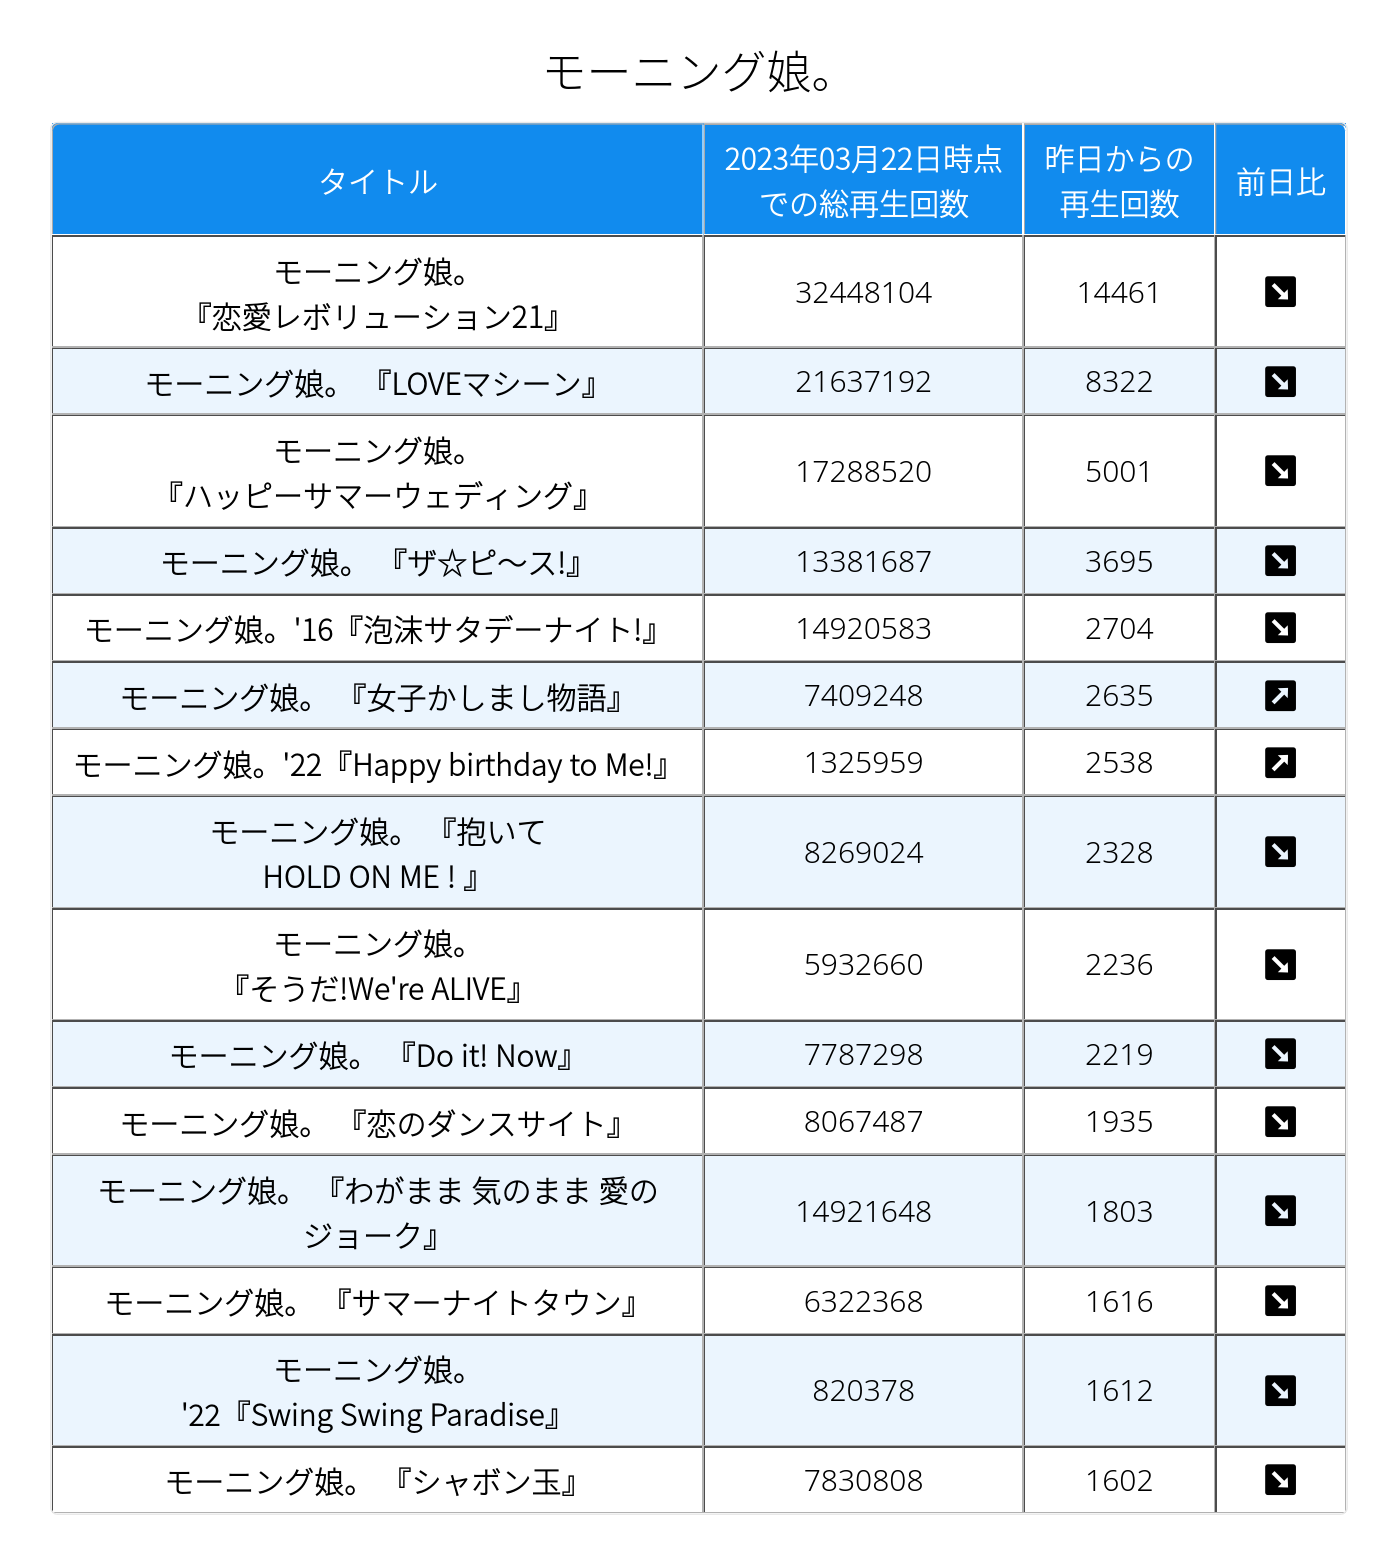 モーニング娘。
タイトル
2023年03月22日時点
での総再生回数
昨日からの
再生回数
前日比
モーニング娘。
『恋愛レボリューション21』
32448104
14461
モーニング娘。 『LOVEマシーン』
21637192
8322
モーニング娘。
『ハッピーサマーウェディング』
17288520
5001
モーニング娘。 『ザ☆ピ〜ス!』
13381687
3695
モーニング娘。'16『泡沫サタデーナイト!』
14920583
2704
モーニング娘。 『女子かしまし物語』
7409248
2635
モーニング娘。'22『Happy birthday to Me!』
1325959
2538
モーニング娘。 『抱いて
HOLD ON ME ! 』
8269024
2328
モーニング娘。
『そうだ!We're ALIVE』
5932660
2236
モーニング娘。 『Do it! Now』
7787298
2219
モーニング娘。 『恋のダンスサイト』
8067487
1935
モーニング娘。 『わがまま 気のまま 愛の
ジョーク』
14921648
1803
モーニング娘。 『サマーナイトタウン』
6322368
1616
モーニング娘。
'22『Swing Swing Paradise』
820378
1612
モーニング娘。 『シャボン玉』
7830808
1602